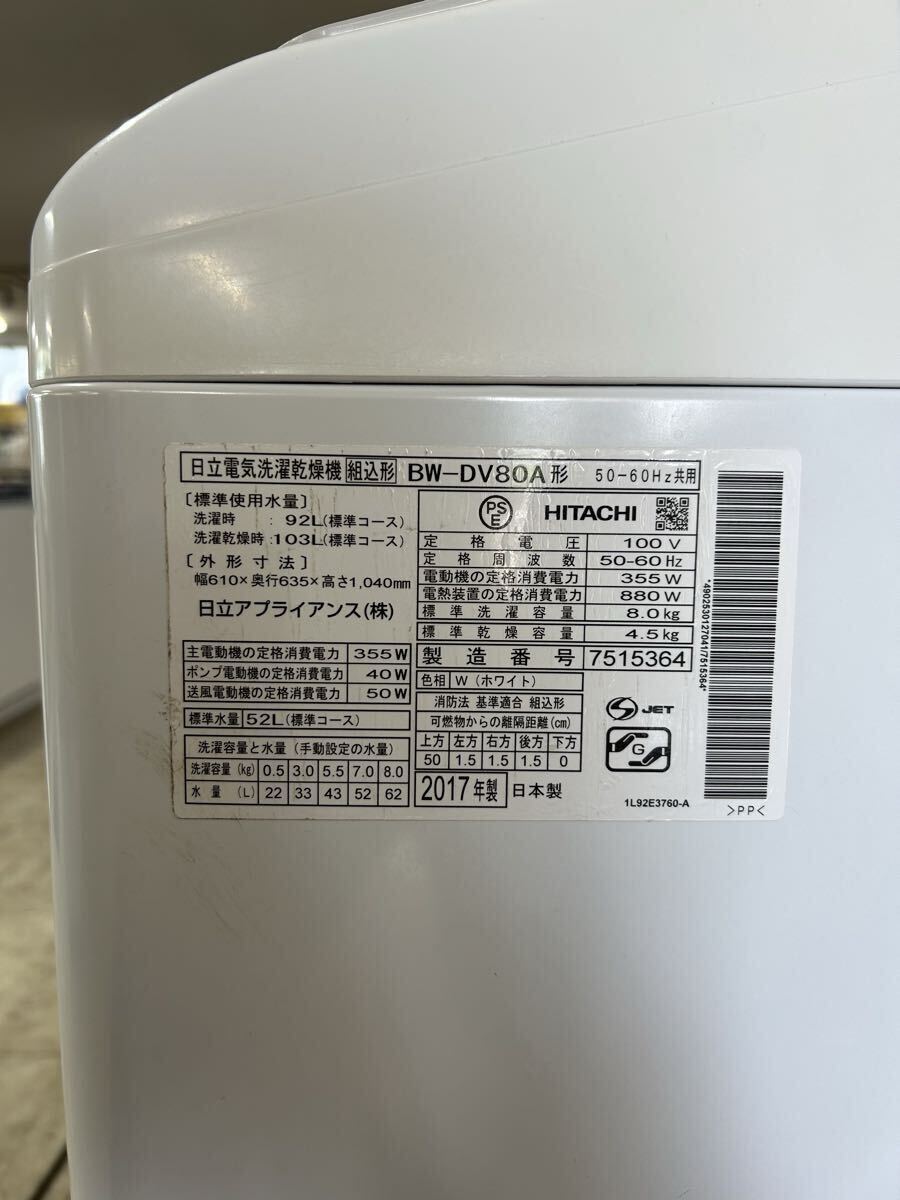 日立電気洗濯乾燥機 組込形 BW-DV80A形 50-60Hz共用
〔標準使用水量〕
洗濯時 : 92L(標準コース)
洗濯乾燥時 : 103L(標準コース)
〔外形寸法〕
幅610×奥行635×高さ1,040mm
日立アプライアンス(株)
主電動機の定格消費電力 355W
ポンプ電動機の定格消費電力 40W
送風電動機の定格消費電力 50W
標準水量 52L(標準コース)
洗濯容量と水量(手動設定の水量)
洗濯容量(kg) 0.5 3.0 5.5 7.0 8.0
水量(L) 22 33 43 52 62
PS
E
HITACHI
定格電圧 100V
定格周波数 50-60Hz
電動機の定格消費電力 355W
電熱装置の定格消費電力 880W
標準洗濯容量 8.0kg
標準乾燥容量 4.5kg
製造番号 7515364
色相 W(ホワイト)
消防法 基準適合 組込形
可燃物からの離隔距離(cm)
上方 左方 右方 後方 下方
50 1.5 1.5 1.5 0
2017年製 日本製
S JET
G
1L92E3760-A
*4902530127041/7515364*
>PP<